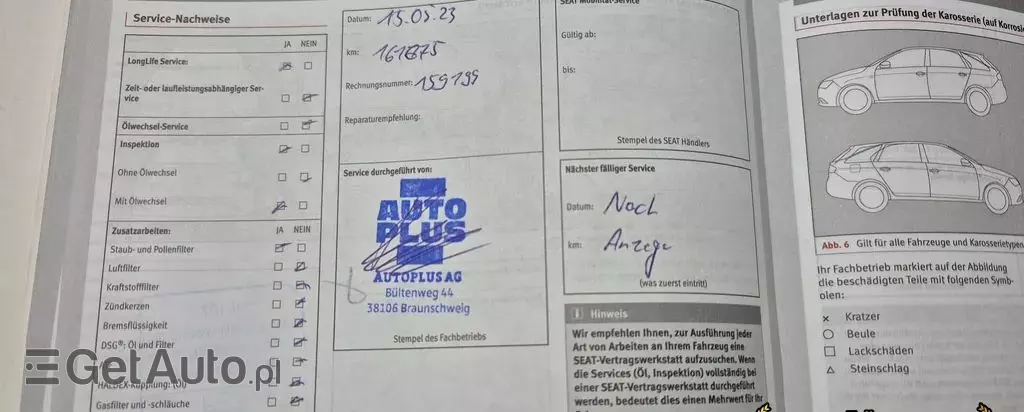 Service-Nachweise
JA NEIN
LongLife Service:
Zeit- oder laufleistungsabhängiger Ser-
vice
Ölwechsel-Service
Inspektion
Ohne Ölwechsel
Mit Ölwechsel
Zusatzarbeiten: JA NEIN
Staub- und Pollenfilter
Luftfilter
Kraftstofffilter
Zündkerzen
Bremsflüssigkeit
DSG®: Öl und Filter
HALDEX-Kupplung: (Öl)
Gasfilter und -schläuche
Datum: 15.05.23
km: 161875
Rechnungsnummer: 159199
Reparaturempfehlung:
Service durchgeführt von:
AUTO
PLUS
AUTOPLUS AG
Bültenweg 44
38106 Braunschweig
Stempel des Fachbetriebs
SEAT Mobilität-Service
Gültig ab:
bis:
Stempel des SEAT Händlers
Nächster fälliger Service
Datum: Nach
km: Anzege
(was zuerst eintritt)
Hinweis
Wir empfehlen Ihnen, zur Ausführung jeder
Art von Arbeiten an Ihrem Fahrzeug eine
SEAT-Vertragswerkstatt aufzusuchen. Wenn
die Services (Öl, Inspektion) vollständig bei
einer SEAT-Vertragswerkstatt durchgeführt
werden, bedeutet dies einen Mehrwert für Ihr
Unterlagen zur Prüfung der Karosserie (auf Korrosi
Abb. 6 Gilt für alle Fahrzeuge und Karosserietypen
Ihr Fachbetrieb markiert auf der Abbildung
die beschädigten Teile mit folgenden Symb-
olen:
× Kratzer
○ Beule
□ Lackschäden
△ Steinschlag
GetAuto.pl